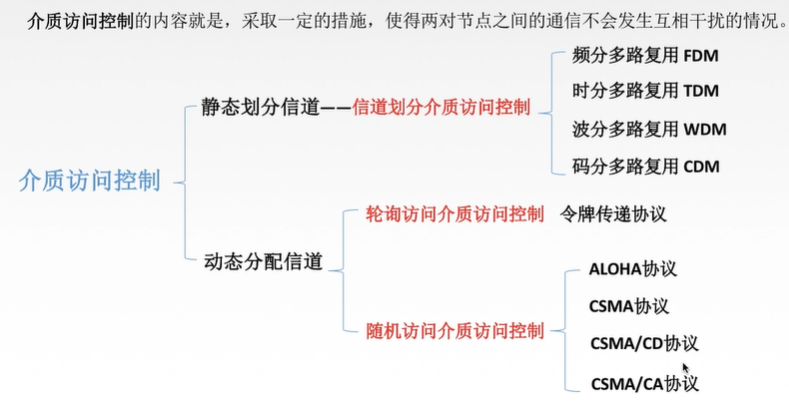 介质访问控制的内容就是，采取一定的措施，使得两对节点之间的通信不会发生互相干扰的情况。
频分多路复用 FDM
时分多路复用 TDM
静态划分信道——信道划分介质访问控制
波分多路复用 WDM
码分多路复用 CDM
介质访问控制
轮询访问介质访问控制 令牌传递协议
动态分配信道
ALOHA协议
CSMA协议
随机访问介质访问控制
CSMA/CD协议
CSMA/CA协议